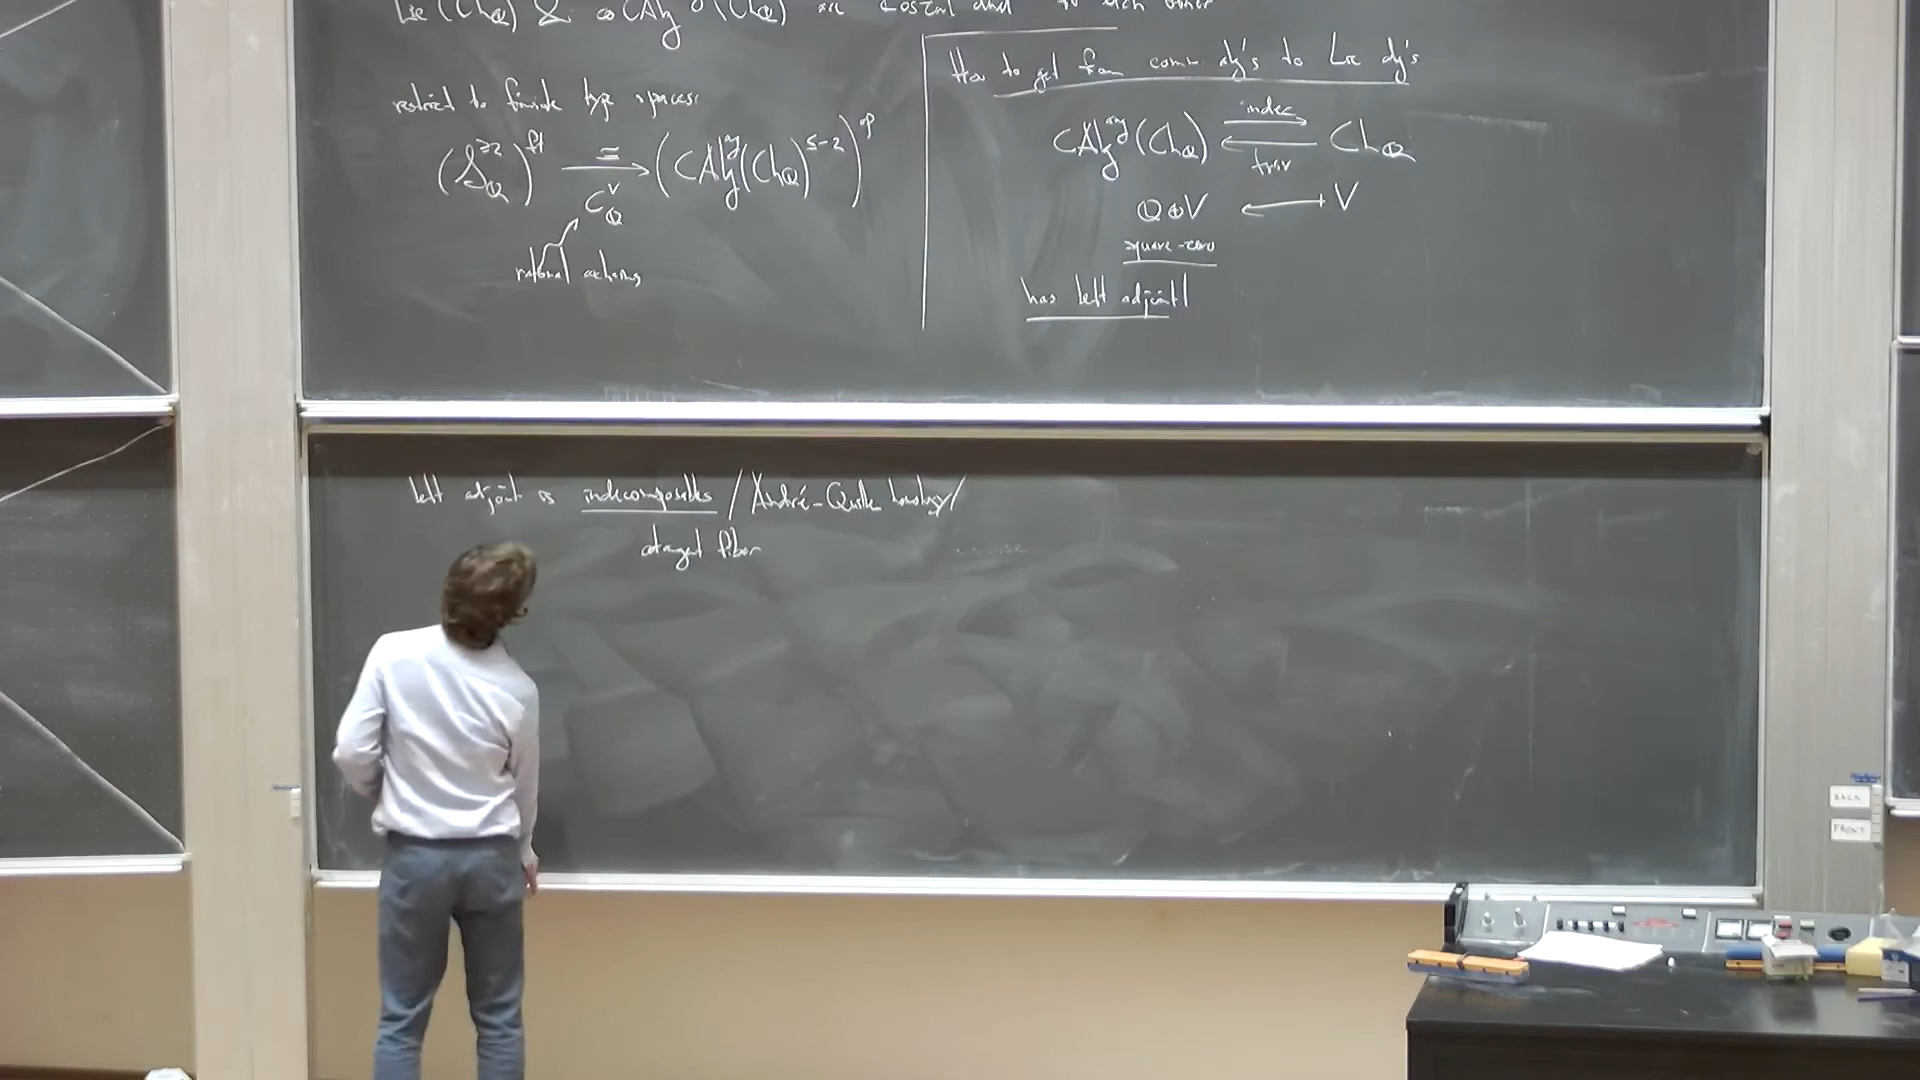 Lie (Ch_ℚ) & coCAlg (Ch_ℚ) are Koszul dual to each other
restrict to finite type spaces:
(S_ℚ^{≥2})^{ft} ≃→ (CAlg^{aug}(Ch_ℚ)^{≤-2})^{op}
C_ℚ^∨
rational cochains
How to get from comm alg's to Lie alg's
CAlg^{aug}(Ch_ℚ) ⇄ Ch_ℚ
indec
triv
ℚ⊕V ⟵ V
square-zero
has left adjoint!
left adjoint is indecomposables / André-Quillen homology /
cotangent fiber
BACK
FRONT